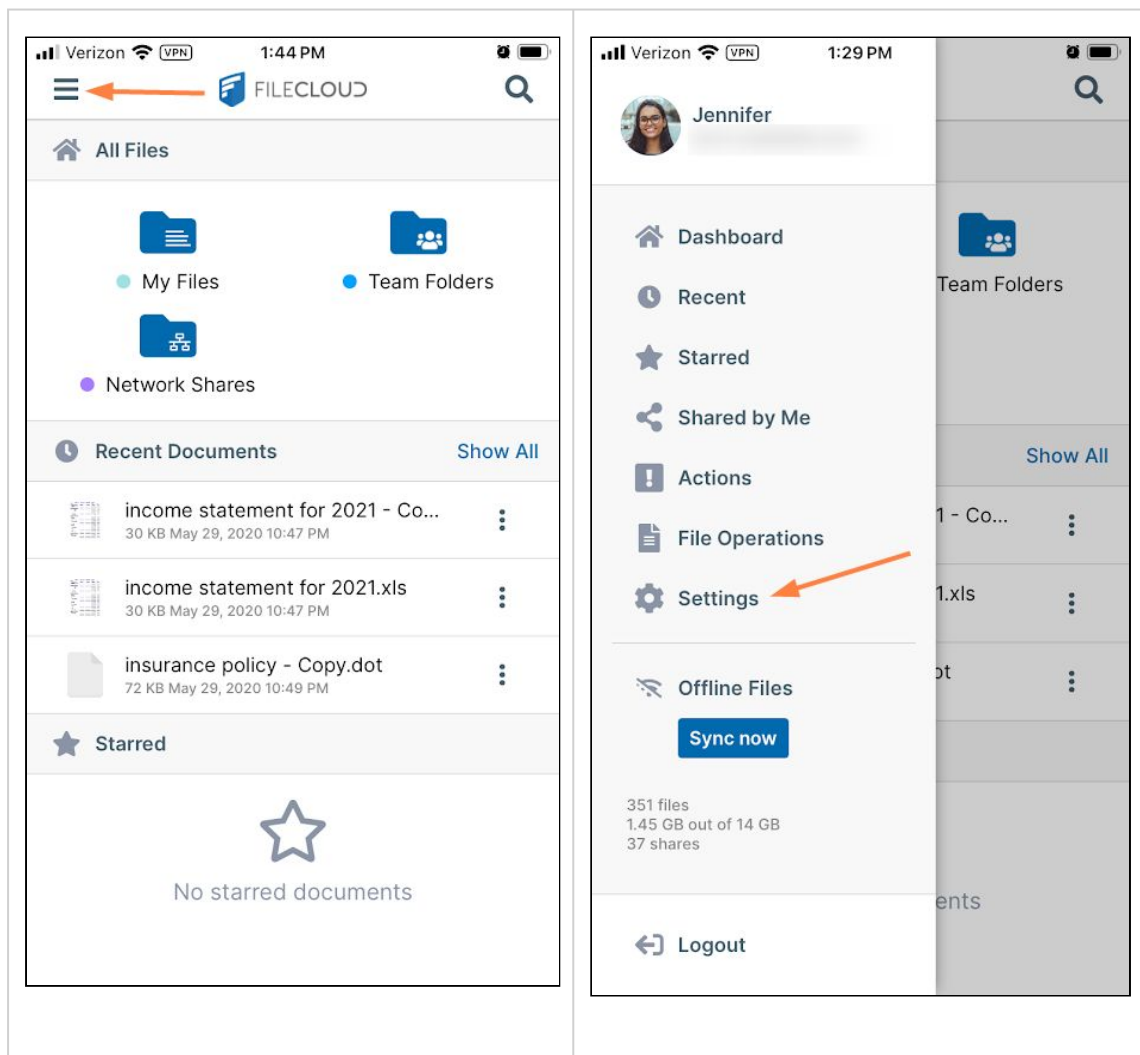 Verizon VPN 1:44 PM
FILECLOUD
All Files
My Files
Team Folders
Network Shares
Recent Documents Show All
income statement for 2021 - Co...
30 KB May 29, 2020 10:47 PM
income statement for 2021.xls
30 KB May 29, 2020 10:47 PM
insurance policy - Copy.dot
72 KB May 29, 2020 10:49 PM
Starred
No starred documents
Verizon VPN 1:29 PM
Jennifer
Dashboard
Recent
Starred
Shared by Me
Actions
File Operations
Settings
Offline Files
Sync now
351 files
1.45 GB out of 14 GB
37 shares
Logout
Team Folders
Show All
1 - Co...
1.xls
ot
ents